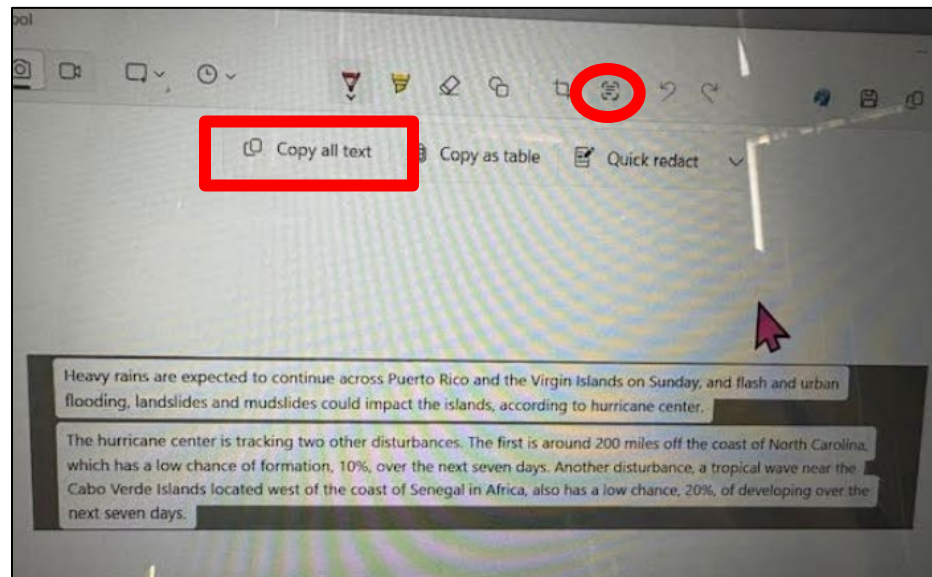 ool
Copy all text
Copy as table
Quick redact
Heavy rains are expected to continue across Puerto Rico and the Virgin Islands on Sunday, and flash and urban
flooding, landslides and mudslides could impact the islands, according to hurricane center.
The hurricane center is tracking two other disturbances. The first is around 200 miles off the coast of North Carolina,
which has a low chance of formation, 10%, over the next seven days. Another disturbance, a tropical wave near the
Cabo Verde Islands located west of the coast of Senegal in Africa, also has a low chance, 20%, of developing over the
next seven days.